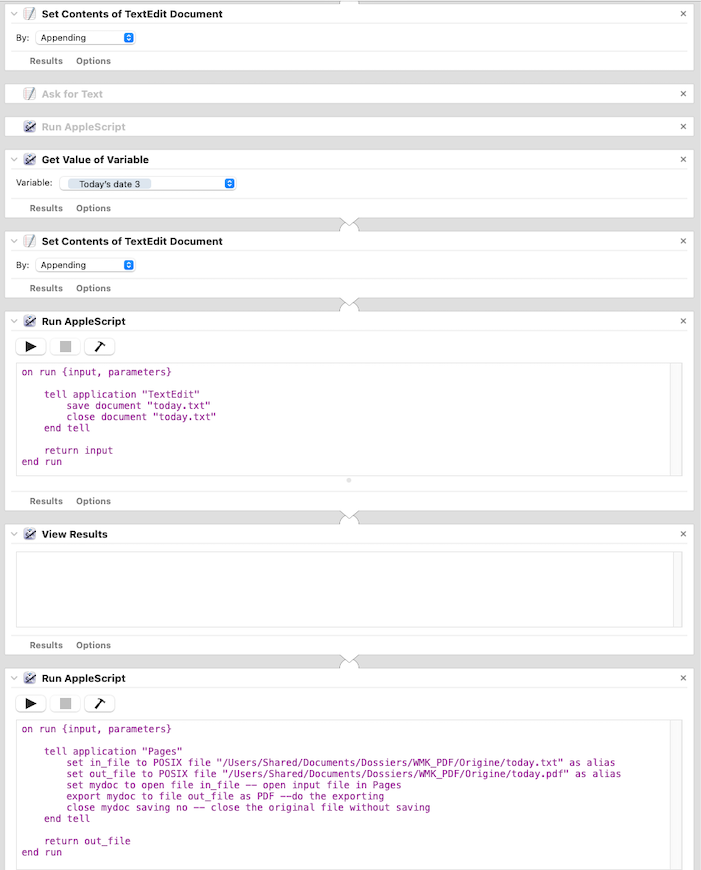 Set Contents of TextEdit Document
By: Appending
Results Options
Ask for Text
Run AppleScript
Get Value of Variable
Variable: Today's date 3
Results Options
Set Contents of TextEdit Document
By: Appending
Results Options
Run AppleScript
on run {input, parameters}
tell application "TextEdit"
save document "today.txt"
close document "today.txt"
end tell
return input
end run
Results Options
View Results
Results Options
Run AppleScript
on run {input, parameters}
tell application "Pages"
set in_file to POSIX file "/Users/Shared/Documents/Dossiers/WMK_PDF/Origine/today.txt" as alias
set out_file to POSIX file "/Users/Shared/Documents/Dossiers/WMK_PDF/Origine/today.pdf" as alias
set mydoc to open file in_file -- open input file in Pages
export mydoc to file out_file as PDF --do the exporting
close mydoc saving no -- close the original file without saving
end tell
return out_file
end run